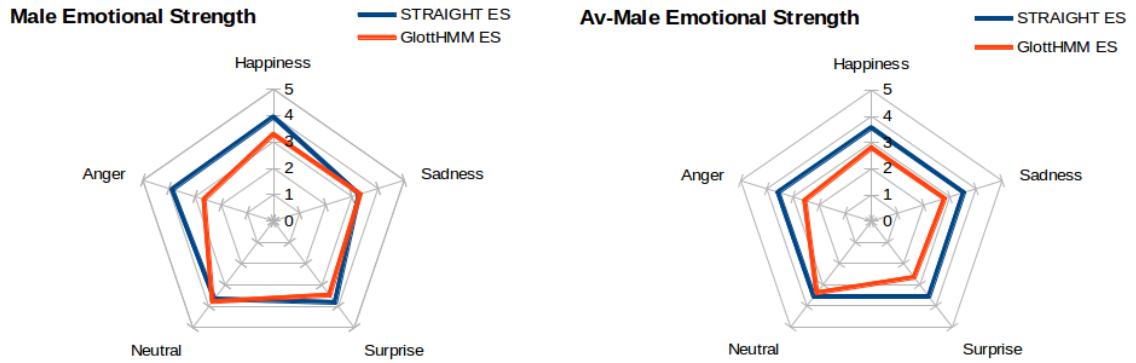 Male Emotional Strength
STRAIGHT ES
GlottHMM ES
Happiness
5
4
3
2
1
0
Anger
Sadness
Neutral
Surprise
Av-Male Emotional Strength
STRAIGHT ES
GlottHMM ES
Happiness
5
4
3
2
1
0
Anger
Sadness
Neutral
Surprise